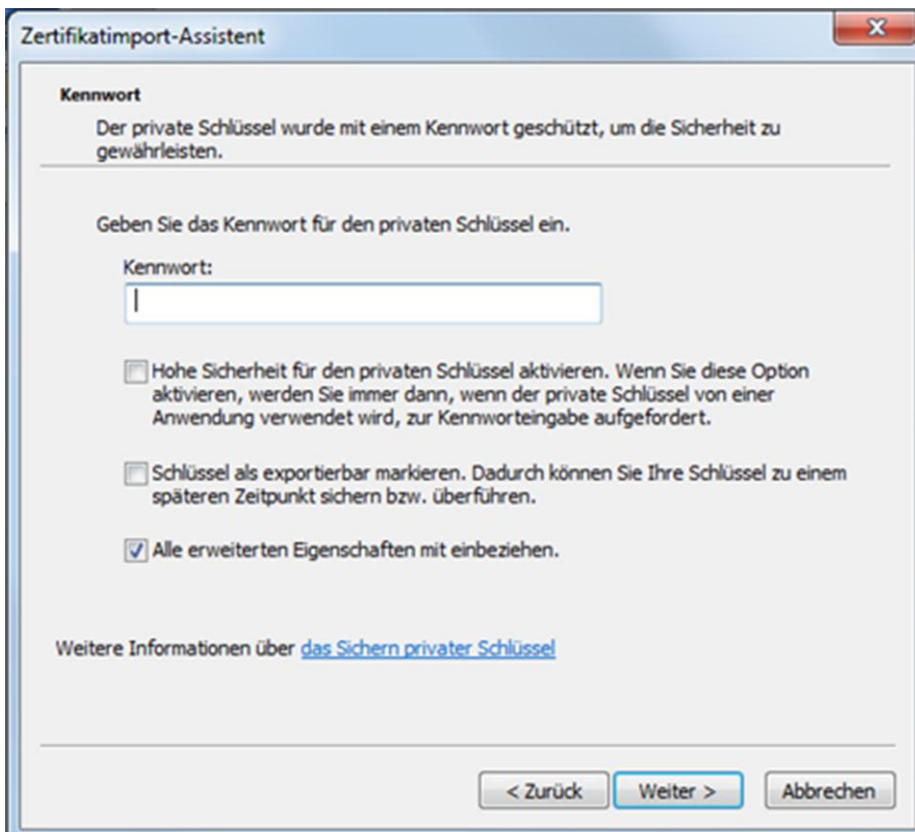 Zertifikatimport-Assistent
Kennwort
Der private Schlüssel wurde mit einem Kennwort geschützt, um die Sicherheit zu
gewährleisten.
Geben Sie das Kennwort für den privaten Schlüssel ein.
Kennwort:
Hohe Sicherheit für den privaten Schlüssel aktivieren. Wenn Sie diese Option
aktivieren, werden Sie immer dann, wenn der private Schlüssel von einer
Anwendung verwendet wird, zur Kennworteingabe aufgefordert.
Schlüssel als exportierbar markieren. Dadurch können Sie Ihre Schlüssel zu einem
späteren Zeitpunkt sichern bzw. überführen.
Alle erweiterten Eigenschaften mit einbeziehen.
Weitere Informationen über das Sichern privater Schlüssel
< Zurück Weiter > Abbrechen